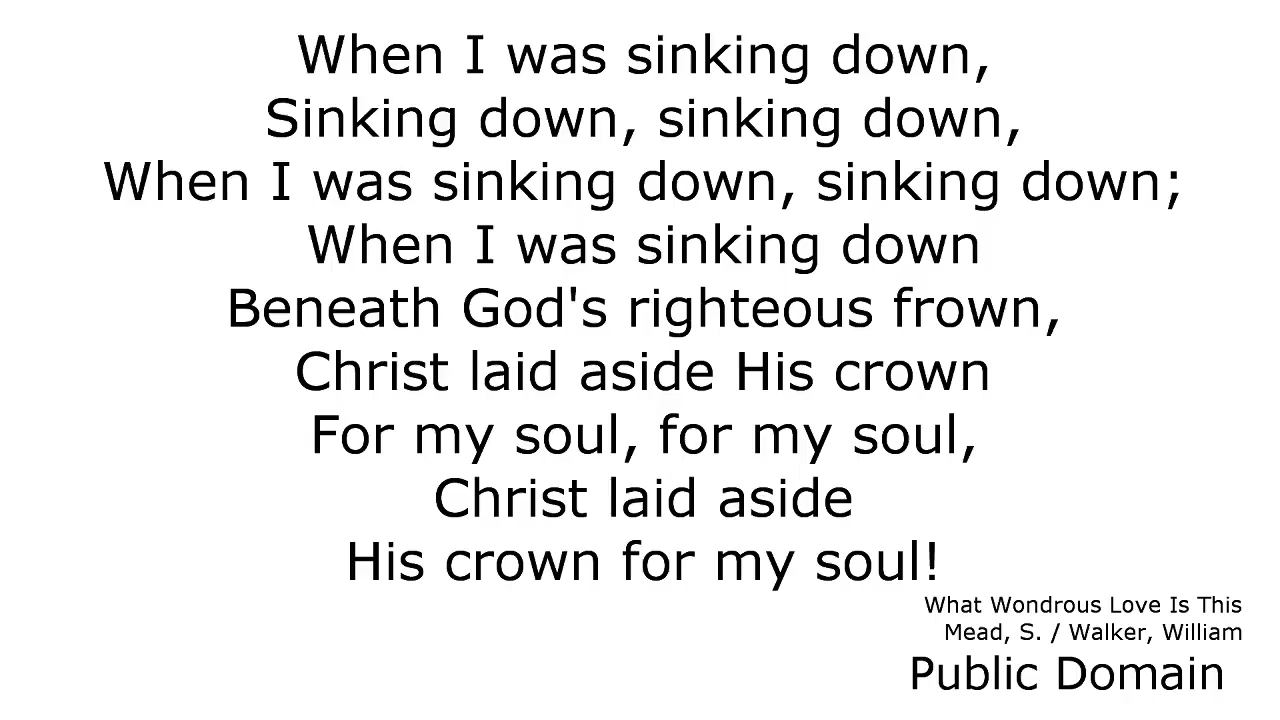 When I was sinking down,
Sinking down, sinking down,
When I was sinking down, sinking down;
When I was sinking down
Beneath God's righteous frown,
Christ laid aside His crown
For my soul, for my soul,
Christ laid aside
His crown for my soul!
What Wondrous Love Is This
Mead, S. / Walker, William
Public Domain